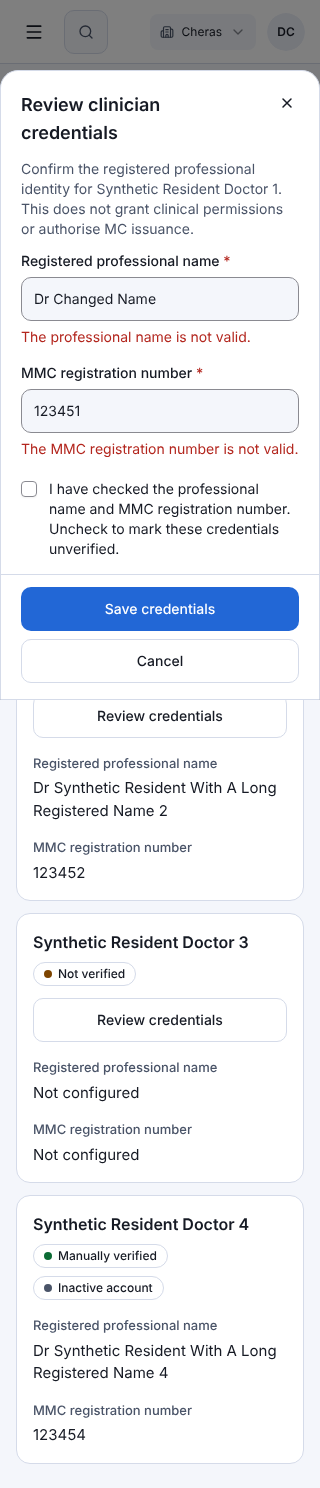 Cheras
DC
Review clinician
credentials
Confirm the registered professional
identity for Synthetic Resident Doctor 1.
This does not grant clinical permissions
or authorise MC issuance.
Registered professional name *
Dr Changed Name
The professional name is not valid.
MMC registration number *
123451
The MMC registration number is not valid.
I have checked the professional
name and MMC registration number.
Uncheck to mark these credentials
unverified.
Save credentials
Cancel
Review credentials
Registered professional name
Dr Synthetic Resident With A Long
Registered Name 2
MMC registration number
123452
Synthetic Resident Doctor 3
Not verified
Review credentials
Registered professional name
Not configured
MMC registration number
Not configured
Synthetic Resident Doctor 4
Manually verified
Inactive account
Registered professional name
Dr Synthetic Resident With A Long
Registered Name 4
MMC registration number
123454